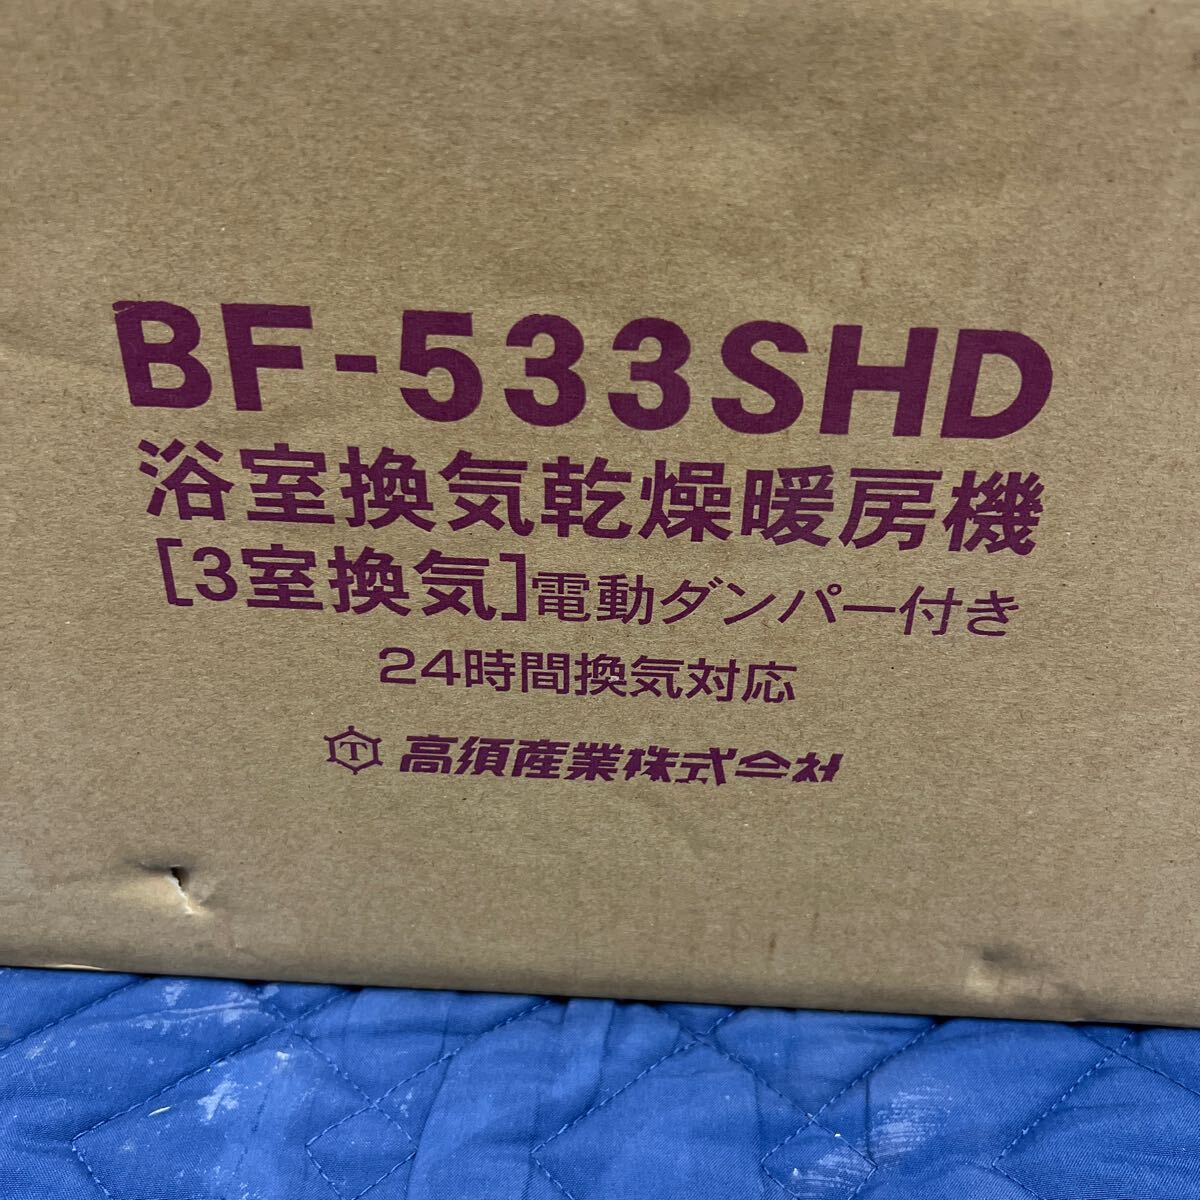 BF-533SHD
浴室換気乾燥暖房機
[3室換気]電動ダンパー付き
24時間換気対応
T 高須産業株式会社